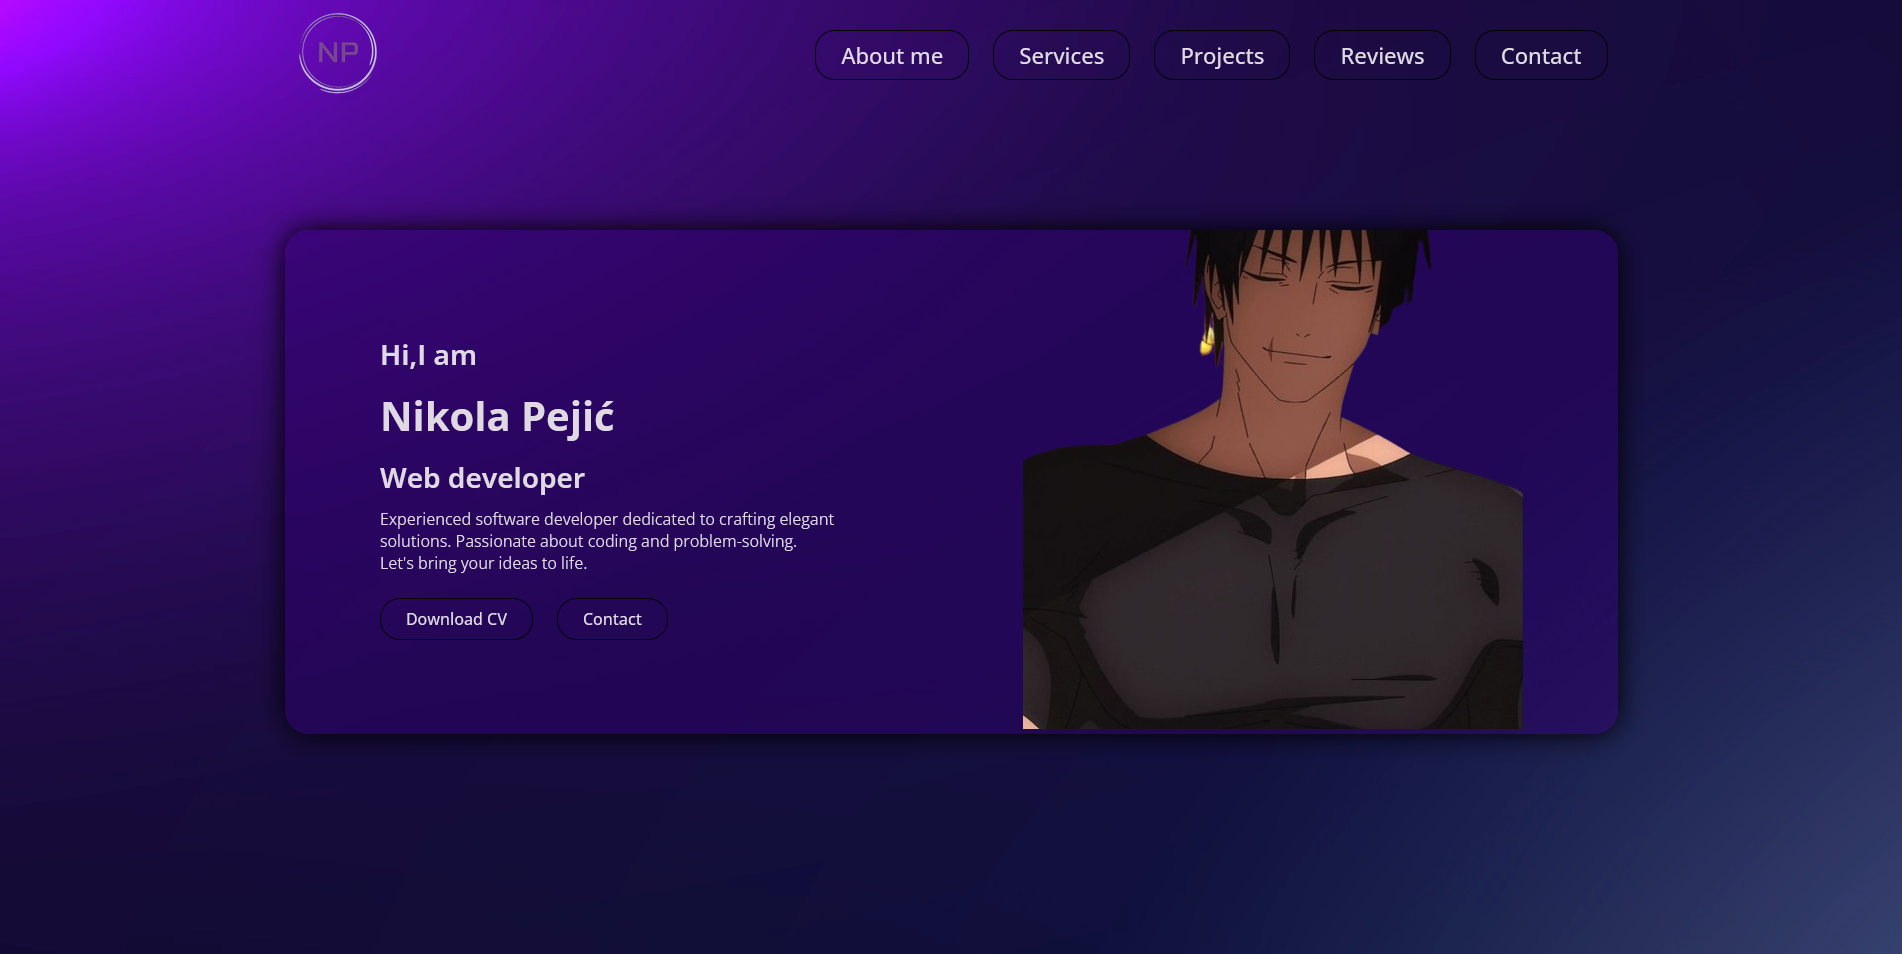 NP
About me
Services
Projects
Reviews
Contact
Hi,I am
Nikola Pejić
Web developer
Experienced software developer dedicated to crafting elegant
solutions. Passionate about coding and problem-solving.
Let's bring your ideas to life.
Download CV
Contact